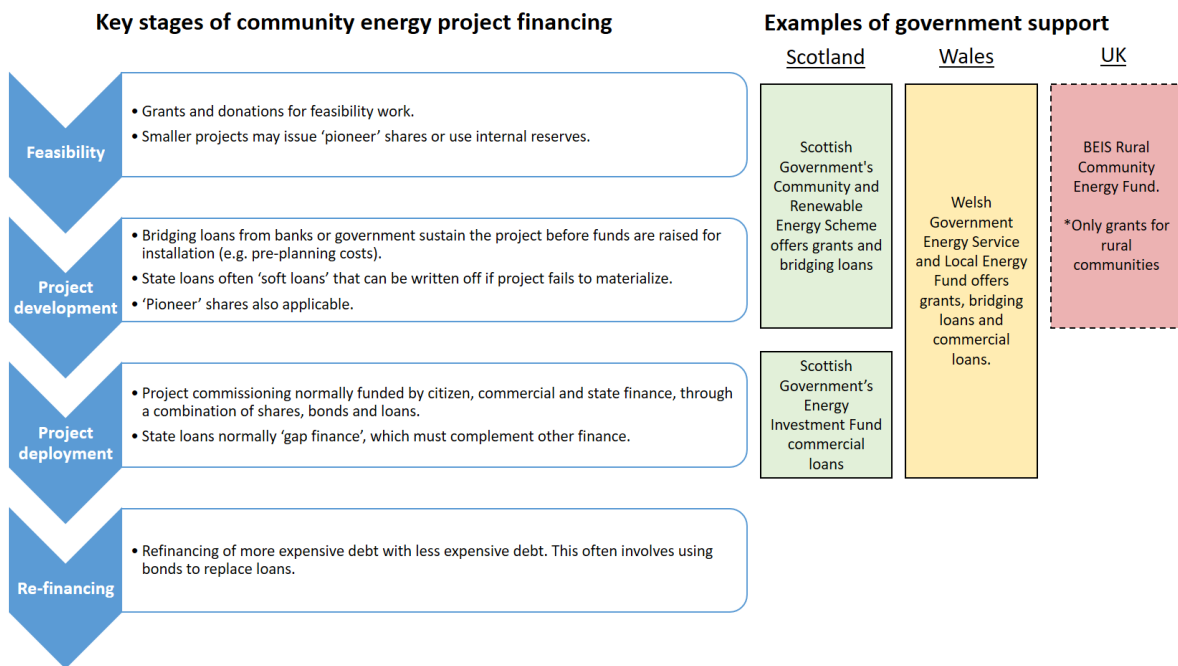 Key stages of community energy project financing
Examples of government support
Scotland
Wales
UK
Feasibility
• Grants and donations for feasibility work.
• Smaller projects may issue ‘pioneer’ shares or use internal reserves.
Project
development
• Bridging loans from banks or government sustain the project before funds are raised for
installation (e.g. pre-planning costs).
• State loans often ‘soft loans’ that can be written off if project fails to materialize.
• ‘Pioneer’ shares also applicable.
Project
deployment
• Project commissioning normally funded by citizen, commercial and state finance, through
a combination of shares, bonds and loans.
• State loans normally ‘gap finance’, which must complement other finance.
Re-financing
• Refinancing of more expensive debt with less expensive debt. This often involves using
bonds to replace loans.
Scottish
Government's
Community and
Renewable
Energy Scheme
offers grants and
bridging loans
Scottish
Government’s
Energy
Investment Fund
commercial
loans
Welsh
Government
Energy Service
and Local Energy
Fund offers
grants, bridging
loans and
commercial
loans.
BEIS Rural
Community
Energy Fund.
*Only grants for
rural
communities